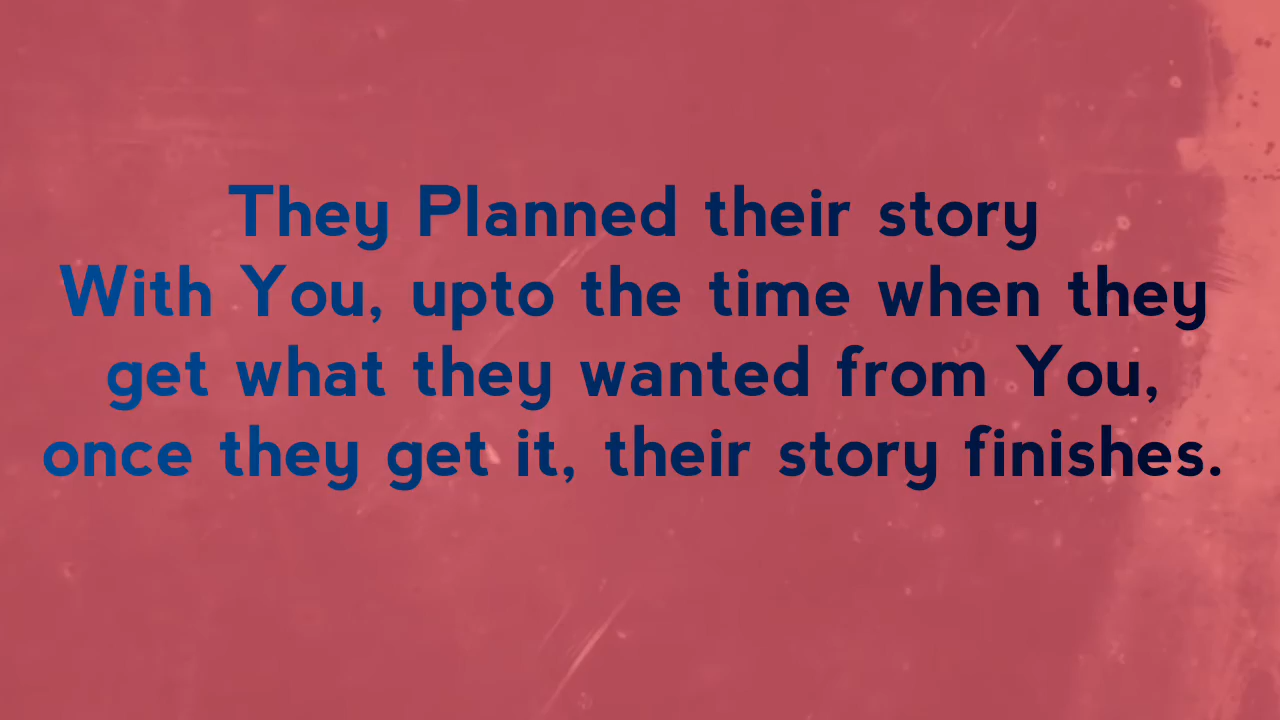 They Planned their story
With You, upto the time when they
get what they wanted from You,
once they get it, their story finishes.